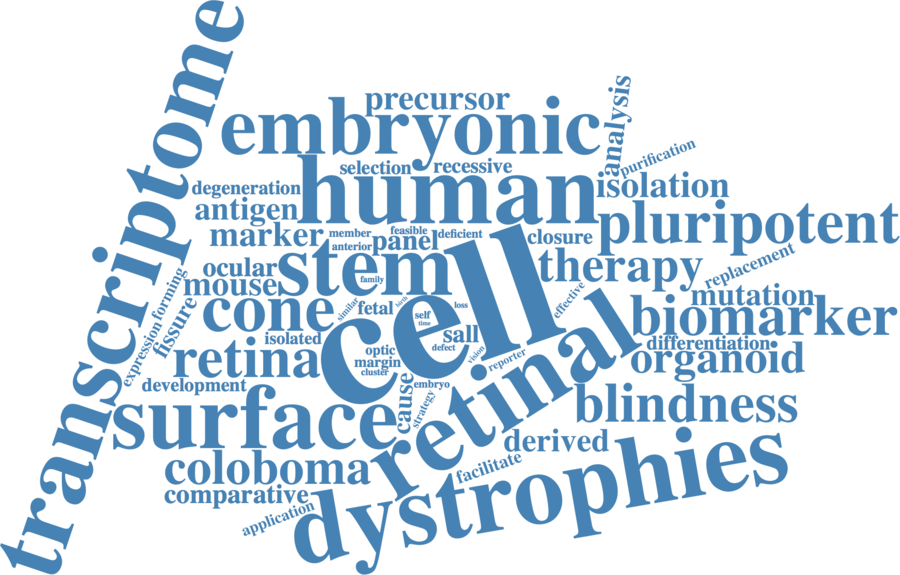 transcriptome
precursor
embryonic
analysis
purification
selection
recessive
human
isolation
degeneration
antigen
pluripotent
marker
member
feasible
deficient
anterior
panel
closure
stem
cell
therapy
replacement
ocular
mouse
family
mutation
expression forming
fissure
cone
similar
fetal
birth
loss
self
time
effective
biomarker
isolated
sall
defect
differentiation
retina
optic
margin
cluster
vision
reporter
retinal
organoid
development
embryo
cause
strategy
surface
blindness
derived
coloboma
facilitate
comparative
application
dystrophies